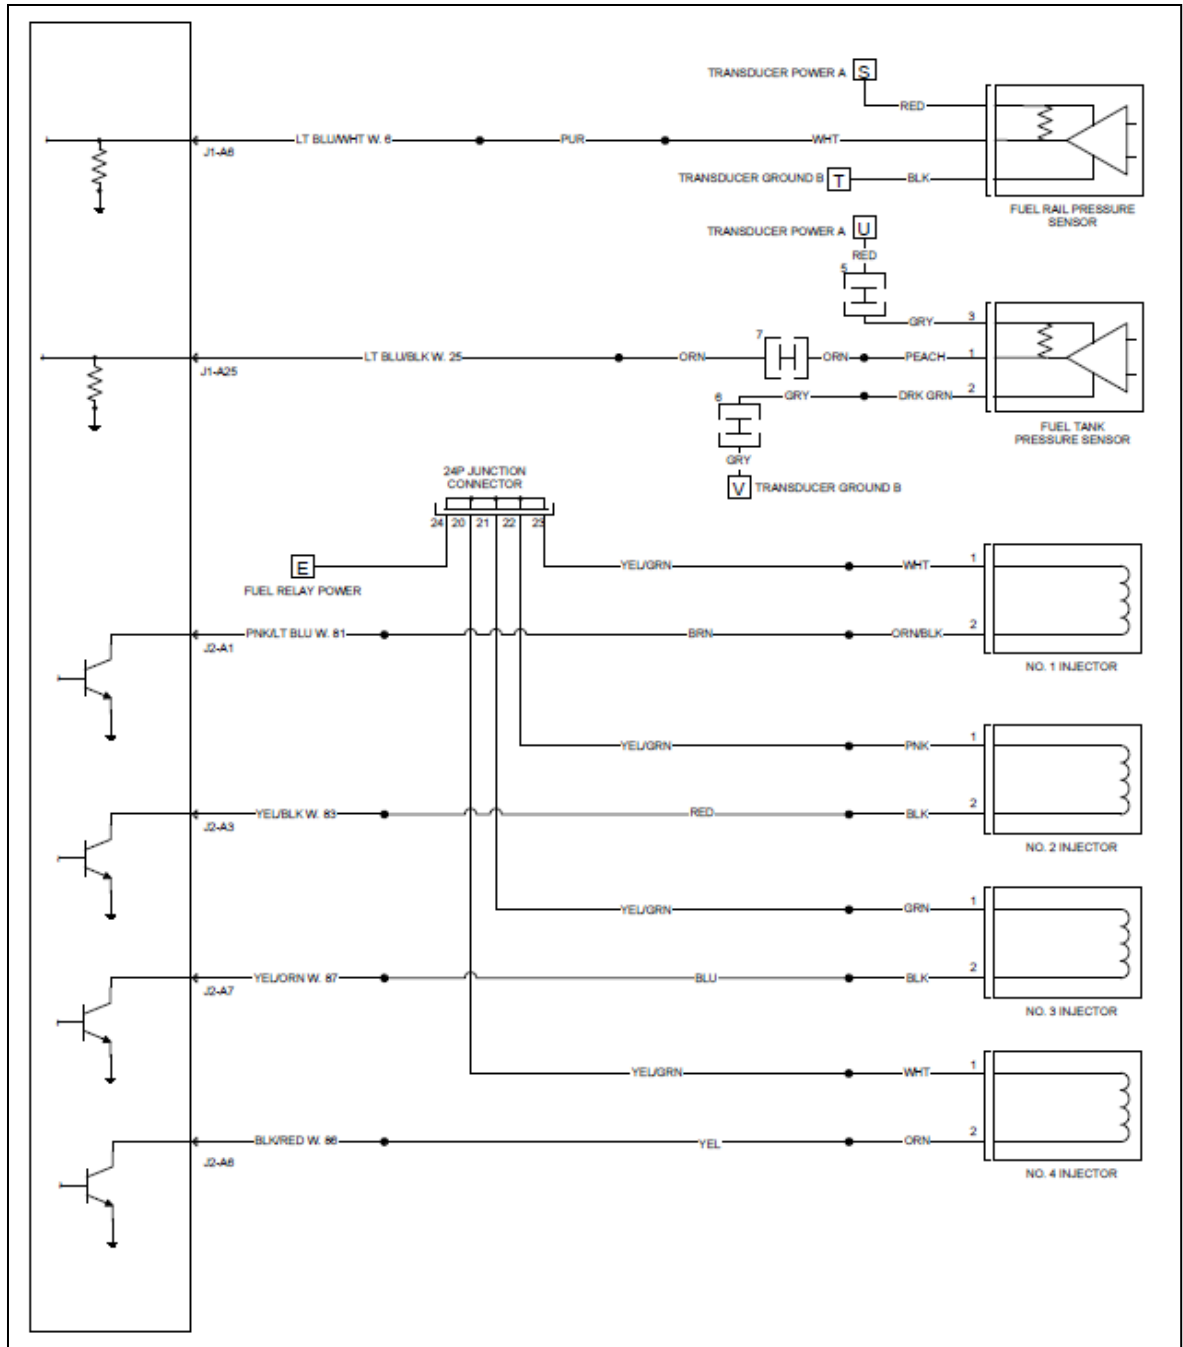 TRANSDUCER POWER A S
RED
LT BLU/WHT W. 6 PUR WHT
J1-A6
TRANSDUCER GROUND B T BLK
FUEL RAIL PRESSURE
SENSOR
TRANSDUCER POWER A U
RED
5
GRY 3
7
LT BLU/BLK W. 25 ORN ORN PEACH 1
J1-A25
6 GRY DRK GRN 2
FUEL TANK
PRESSURE SENSOR
GRY
V TRANSDUCER GROUND B
24P JUNCTION
CONNECTOR
24 20 21 22 23
E YEL/GRN WHT 1
FUEL RELAY POWER
PNK/LT BLU W. 81 BRN ORN/BLK 2
J2-A1
NO. 1 INJECTOR
YEL/GRN PNK 1
YEL/BLK W. 83 RED BLK 2
J2-A3
NO. 2 INJECTOR
YEL/GRN GRN 1
YEL/ORN W. 87 BLU BLK 2
J2-A7
NO. 3 INJECTOR
YEL/GRN WHT 1
BLK/RED W. 86 YEL ORN 2
J2-A6
NO. 4 INJECTOR